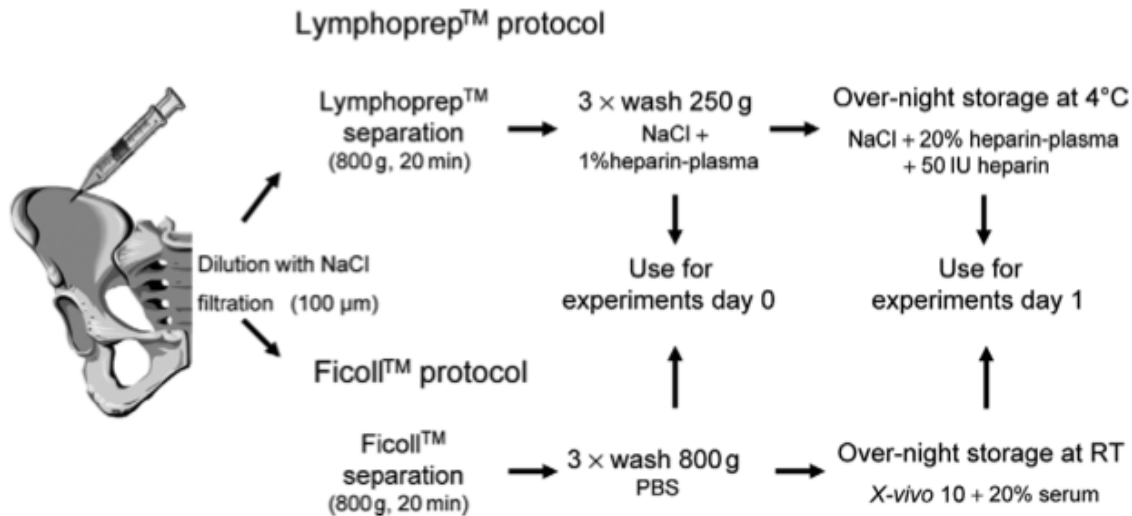 Lymphoprep™ protocol
Lymphoprep™
separation
(800 g, 20 min)
3 × wash 250 g
NaCl +
1%heparin-plasma
Over-night storage at 4°C
NaCl + 20% heparin-plasma
+ 50 IU heparin
Dilution with NaCl
filtration (100 µm)
Use for
experiments day 0
Use for
experiments day 1
Ficoll™ protocol
Ficoll™
separation
(800 g, 20 min)
3 × wash 800 g
PBS
Over-night storage at RT
X-vivo 10 + 20% serum